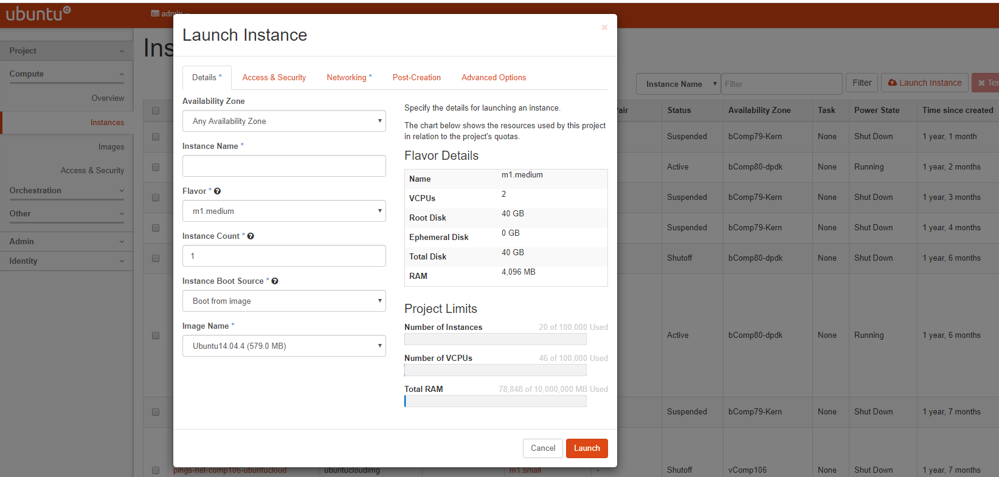 ubuntu
admin
Project
Compute
Overview
Instances
Images
Access & Security
Orchestration
Other
Admin
Identity
Ins
Instance Name
Filter
Filter
Launch Instance
Pair
Status
Availability Zone
Task
Power State
Time since created
Suspended bComp79-Kern None Shut Down 1 year, 1 month
Active bComp80-dpdk None Running 1 year, 2 months
Suspended bComp79-Kern None Shut Down 1 year, 3 months
Suspended bComp79-Kern None Shut Down 1 year, 4 months
Shutoff bComp80-dpdk None Shut Down 1 year, 6 months
Active bComp80-dpdk None Running 1 year, 6 months
Suspended bComp79-Kern None Shut Down 1 year, 7 months
pings-net-comp106-ubuntucloud ubuntucloudimg m1.small - Shutoff vComp106 None Shut Down 1 year, 7 months
Launch Instance
×
Details *
Access & Security
Networking *
Post-Creation
Advanced Options
Availability Zone
Any Availability Zone
Instance Name *
Flavor *
m1.medium
Instance Count *
1
Instance Boot Source *
Boot from image
Image Name *
Ubuntu14.04.4 (579.0 MB)
Specify the details for launching an instance.
The chart below shows the resources used by this project
in relation to the project's quotas.
Flavor Details
Name m1.medium
VCPUs 2
Root Disk 40 GB
Ephemeral Disk 0 GB
Total Disk 40 GB
RAM 4,096 MB
Project Limits
Number of Instances 20 of 100,000 Used
Number of VCPUs 46 of 100,000 Used
Total RAM 78,848 of 10,000,000 MB Used
Cancel
Launch